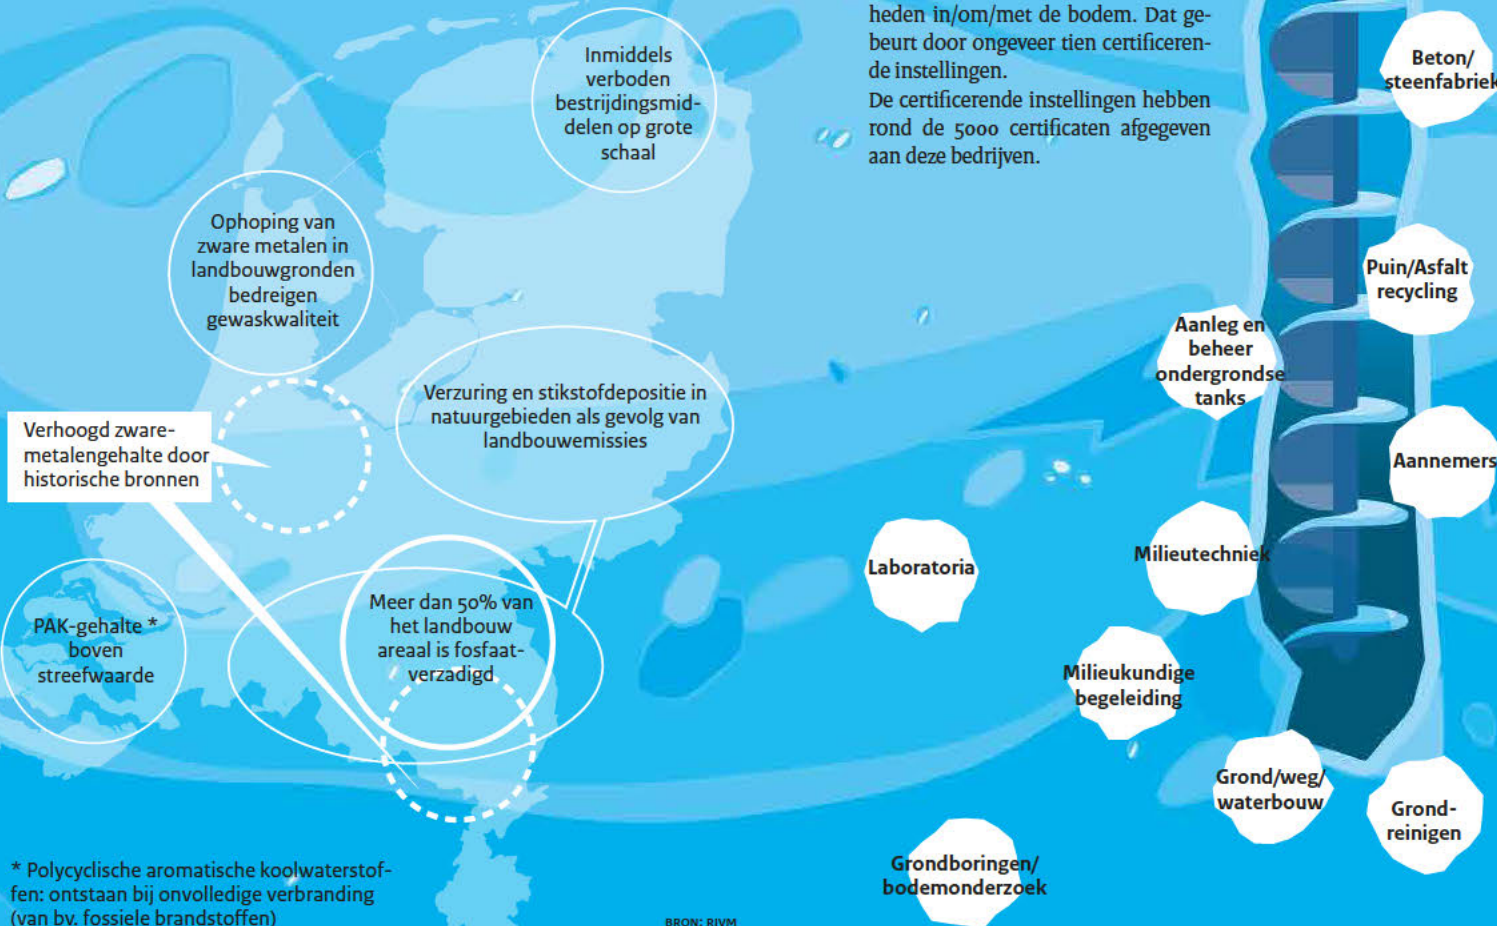 heden in/om/met de bodem. Dat ge-
beurt door ongeveer tien certificeren-
de instellingen.
De certificerende instellingen hebben
rond de 5000 certificaten afgegeven
aan deze bedrijven.
Inmiddels
verboden
bestrijdingsmid-
delen op grote
schaal
Ophoping van
zware metalen in
landbouwgronden
bedreigen
gewaskwaliteit
Verzuring en stikstofdepositie in
natuurgebieden als gevolg van
landbouwemissies
Verhoogd zware-
metalengehalte door
historische bronnen
PAK-gehalte *
boven
streefwaarde
Meer dan 50% van
het landbouw
areaal is fosfaat-
verzadigd
* Polycyclische aromatische koolwaterstof-
fen: ontstaan bij onvolledige verbranding
(van bv. fossiele brandstoffen)
BRON: RIVM
Beton/
steenfabriek
Puin/Asfalt
recycling
Aanleg en
beheer
ondergrondse
tanks
Aannemers
Milieutechniek
Laboratoria
Milieukundige
begeleiding
Grond/weg/
waterbouw
Grond-
reinigen
Grondboringen/
bodemonderzoek